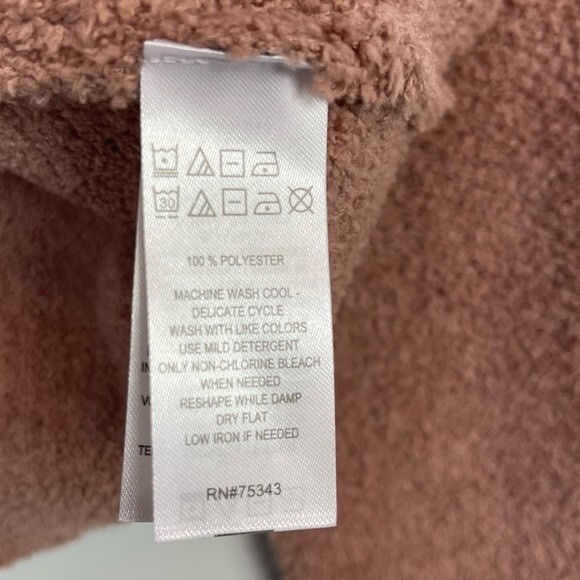 30
100 % POLYESTER
MACHINE WASH COOL -
DELICATE CYCLE
WASH WITH LIKE COLORS
USE MILD DETERGENT
ONLY NON-CHLORINE BLEACH
WHEN NEEDED
RESHAPE WHILE DAMP
DRY FLAT
LOW IRON IF NEEDED
RN#75343